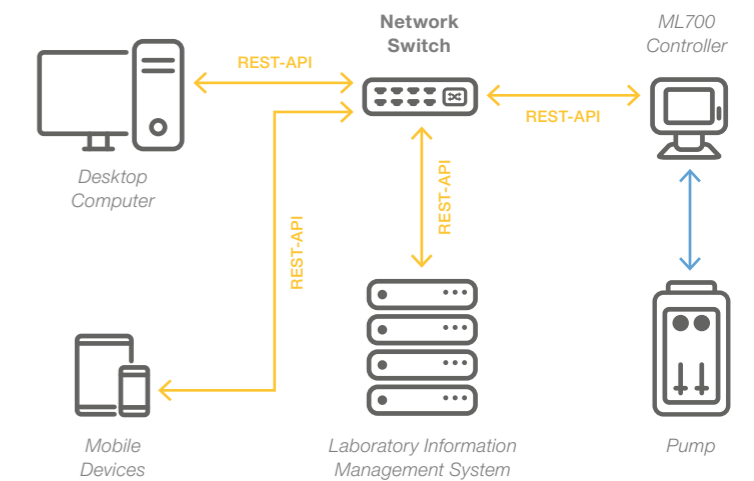 Network
Switch
ML700
Controller
REST-API
REST-API
Desktop
Computer
REST-API
REST-API
Mobile
Devices
Laboratory Information
Management System
Pump